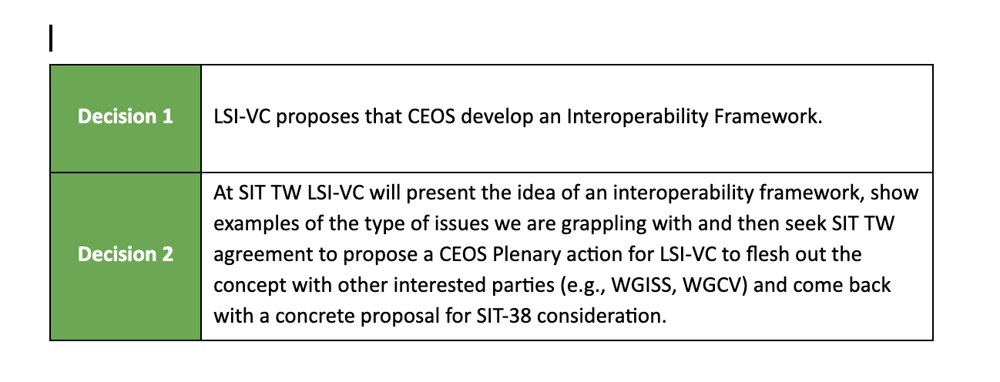 Decision 1
LSI-VC proposes that CEOS develop an Interoperability Framework.
Decision 2
At SIT TW LSI-VC will present the idea of an interoperability framework, show
examples of the type of issues we are grappling with and then seek SIT TW
agreement to propose a CEOS Plenary action for LSI-VC to flesh out the
concept with other interested parties (e.g., WGISS, WGCV) and come back
with a concrete proposal for SIT-38 consideration.